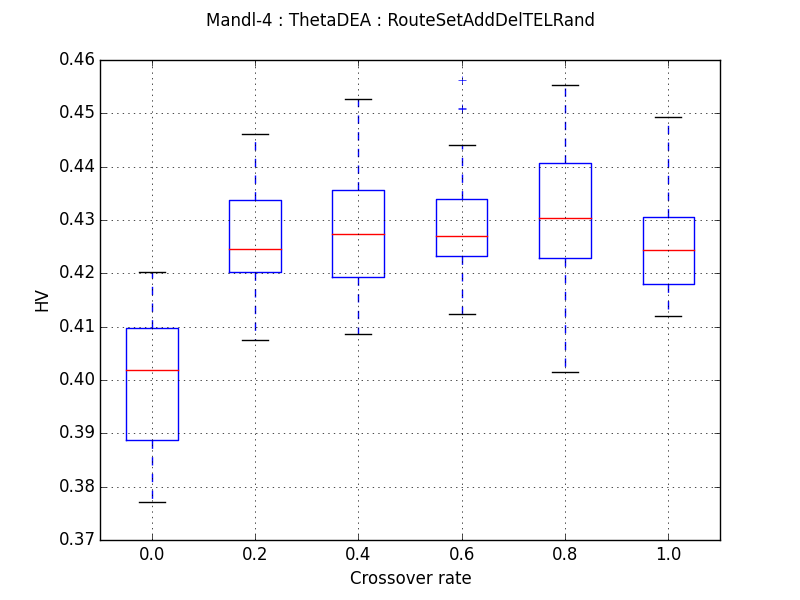 Mandl-4 : ThetaDEA : RouteSetAddDelTELRand
0.46
0.45
0.44
0.43
0.42
0.41
0.40
0.39
0.38
0.37
HV
0.0 0.2 0.4 0.6 0.8 1.0
Crossover rate